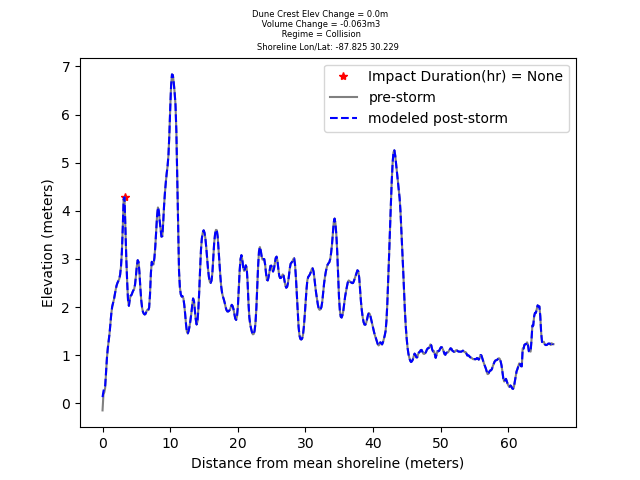 Dune Crest Elev Change = 0.0m
Volume Change = -0.063m3
Regime = Collision
Shoreline Lon/Lat: -87.825 30.229
Impact Duration(hr) = None
pre-storm
modeled post-storm
Elevation (meters)
7
6
5
4
3
2
1
0
0 10 20 30 40 50 60
Distance from mean shoreline (meters)